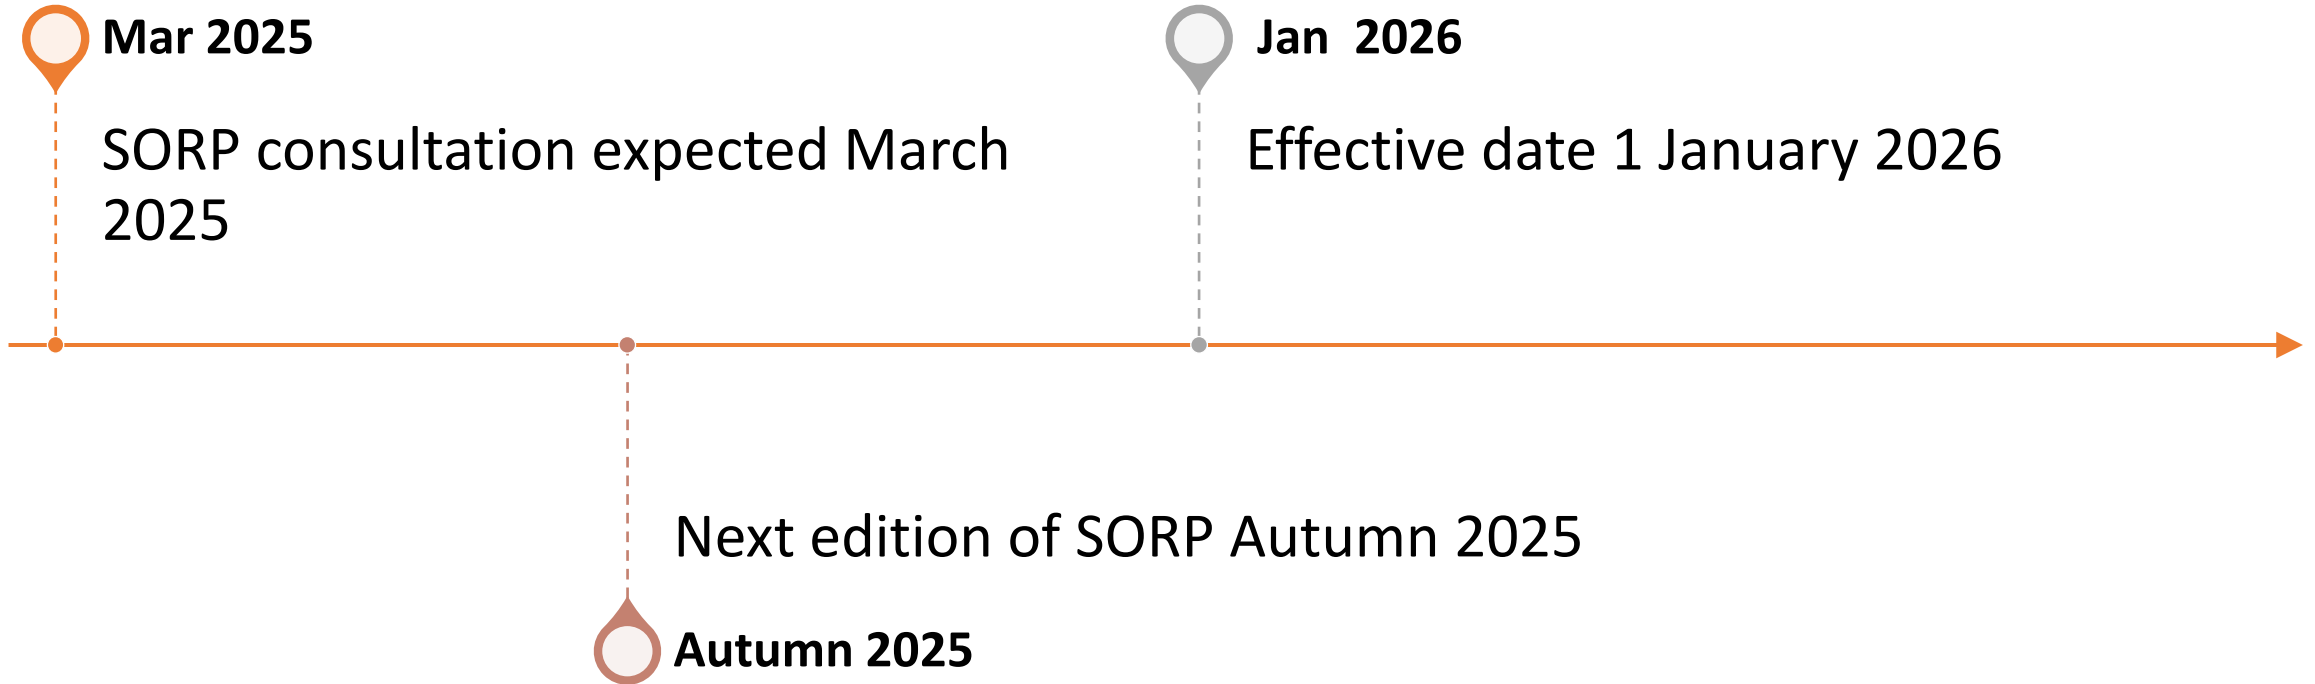 Mar 2025
SORP consultation expected March
2025
Jan  2026
Effective date 1 January 2026
Next edition of SORP Autumn 2025
Autumn 2025